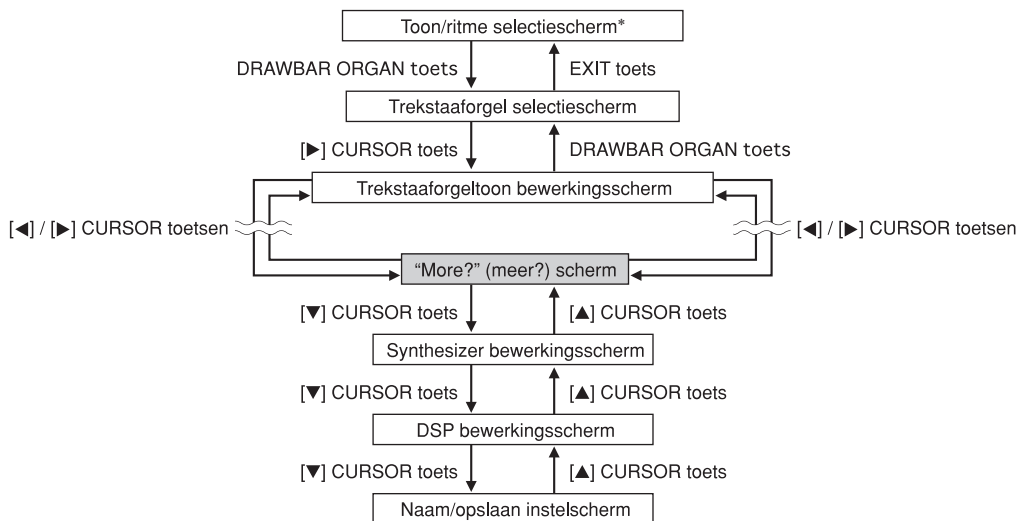 Toon/ritme selectiescherm*
DRAWBAR ORGAN toets
EXIT toets
Trekstaaforgel selectiescherm
[▶] CURSOR toets
DRAWBAR ORGAN toets
Trekstaaforgeltoon bewerkingsscherm
[◀] / [▶] CURSOR toetsen
[◀] / [▶] CURSOR toetsen
“More?” (meer?) scherm
[▼] CURSOR toets
[▲] CURSOR toets
Synthesizer bewerkingsscherm
[▼] CURSOR toets
[▲] CURSOR toets
DSP bewerkingsscherm
[▼] CURSOR toets
[▲] CURSOR toets
Naam/opslaan instelscherm